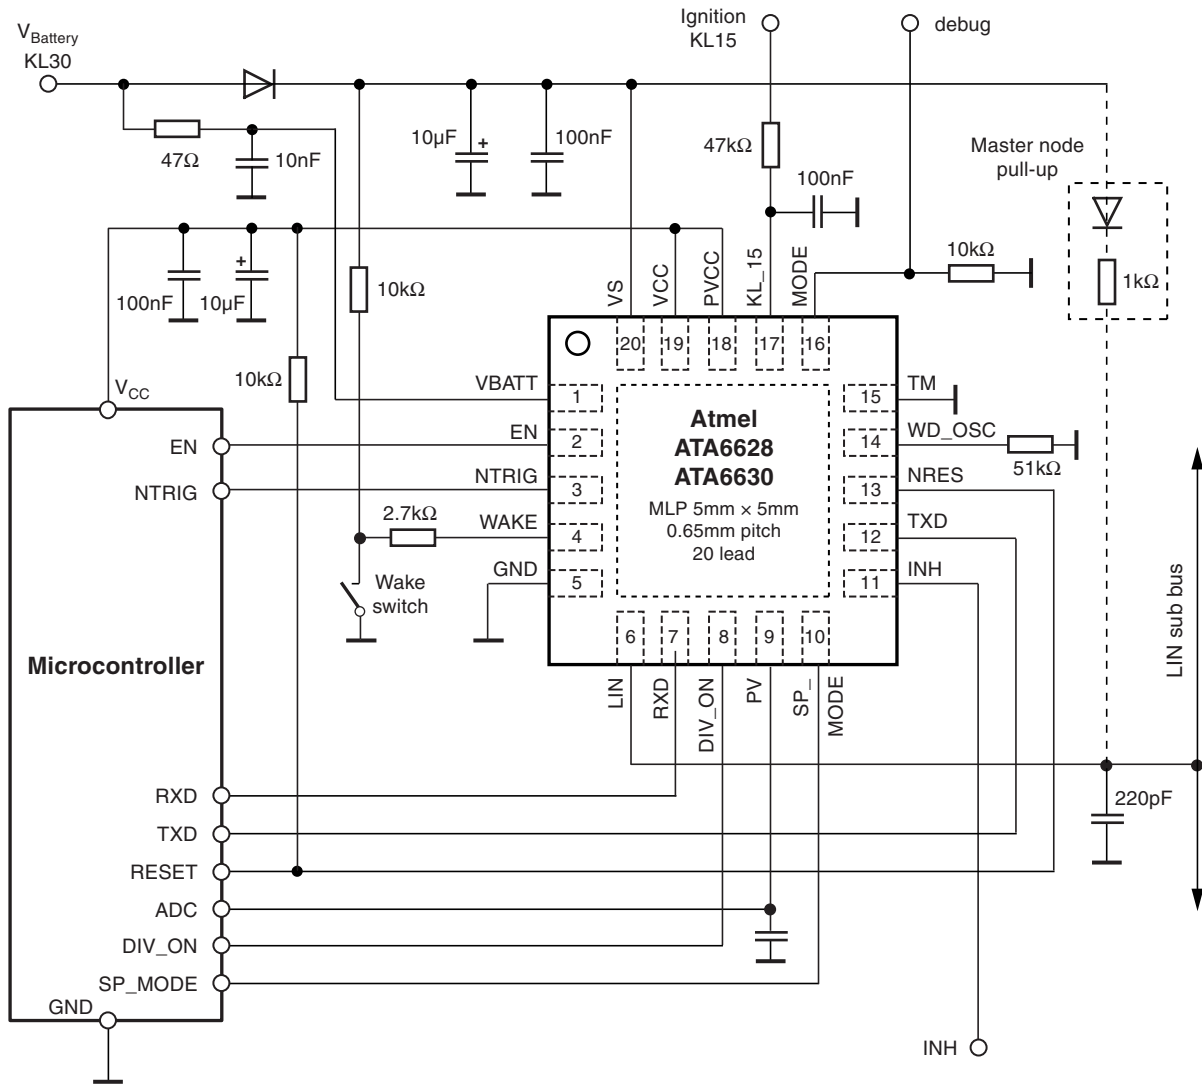 Ignition
KL15
debug
V Battery
KL30
47Ω
10nF
10µF
+
100nF
47kΩ
100nF
Master node
pull-up
10kΩ
1kΩ
100nF
+
10µF
10kΩ
10kΩ
VS
VCC
PVCC
KL_15
MODE
20
19
18
17
16
VCC
VBATT
1
EN
EN
2
NTRIG
NTRIG
3
2.7kΩ
WAKE
4
GND
5
Wake
switch
Atmel
ATA6628
ATA6630
MLP 5mm × 5mm
0.65mm pitch
20 lead
15
TM
14
WD_OSC
51kΩ
13
NRES
12
TXD
11
INH
6
7
8
9
10
LIN
RXD
DIV_ON
PV
SP_
MODE
LIN sub bus
Microcontroller
220pF
RXD
TXD
RESET
ADC
DIV_ON
SP_MODE
GND
INH